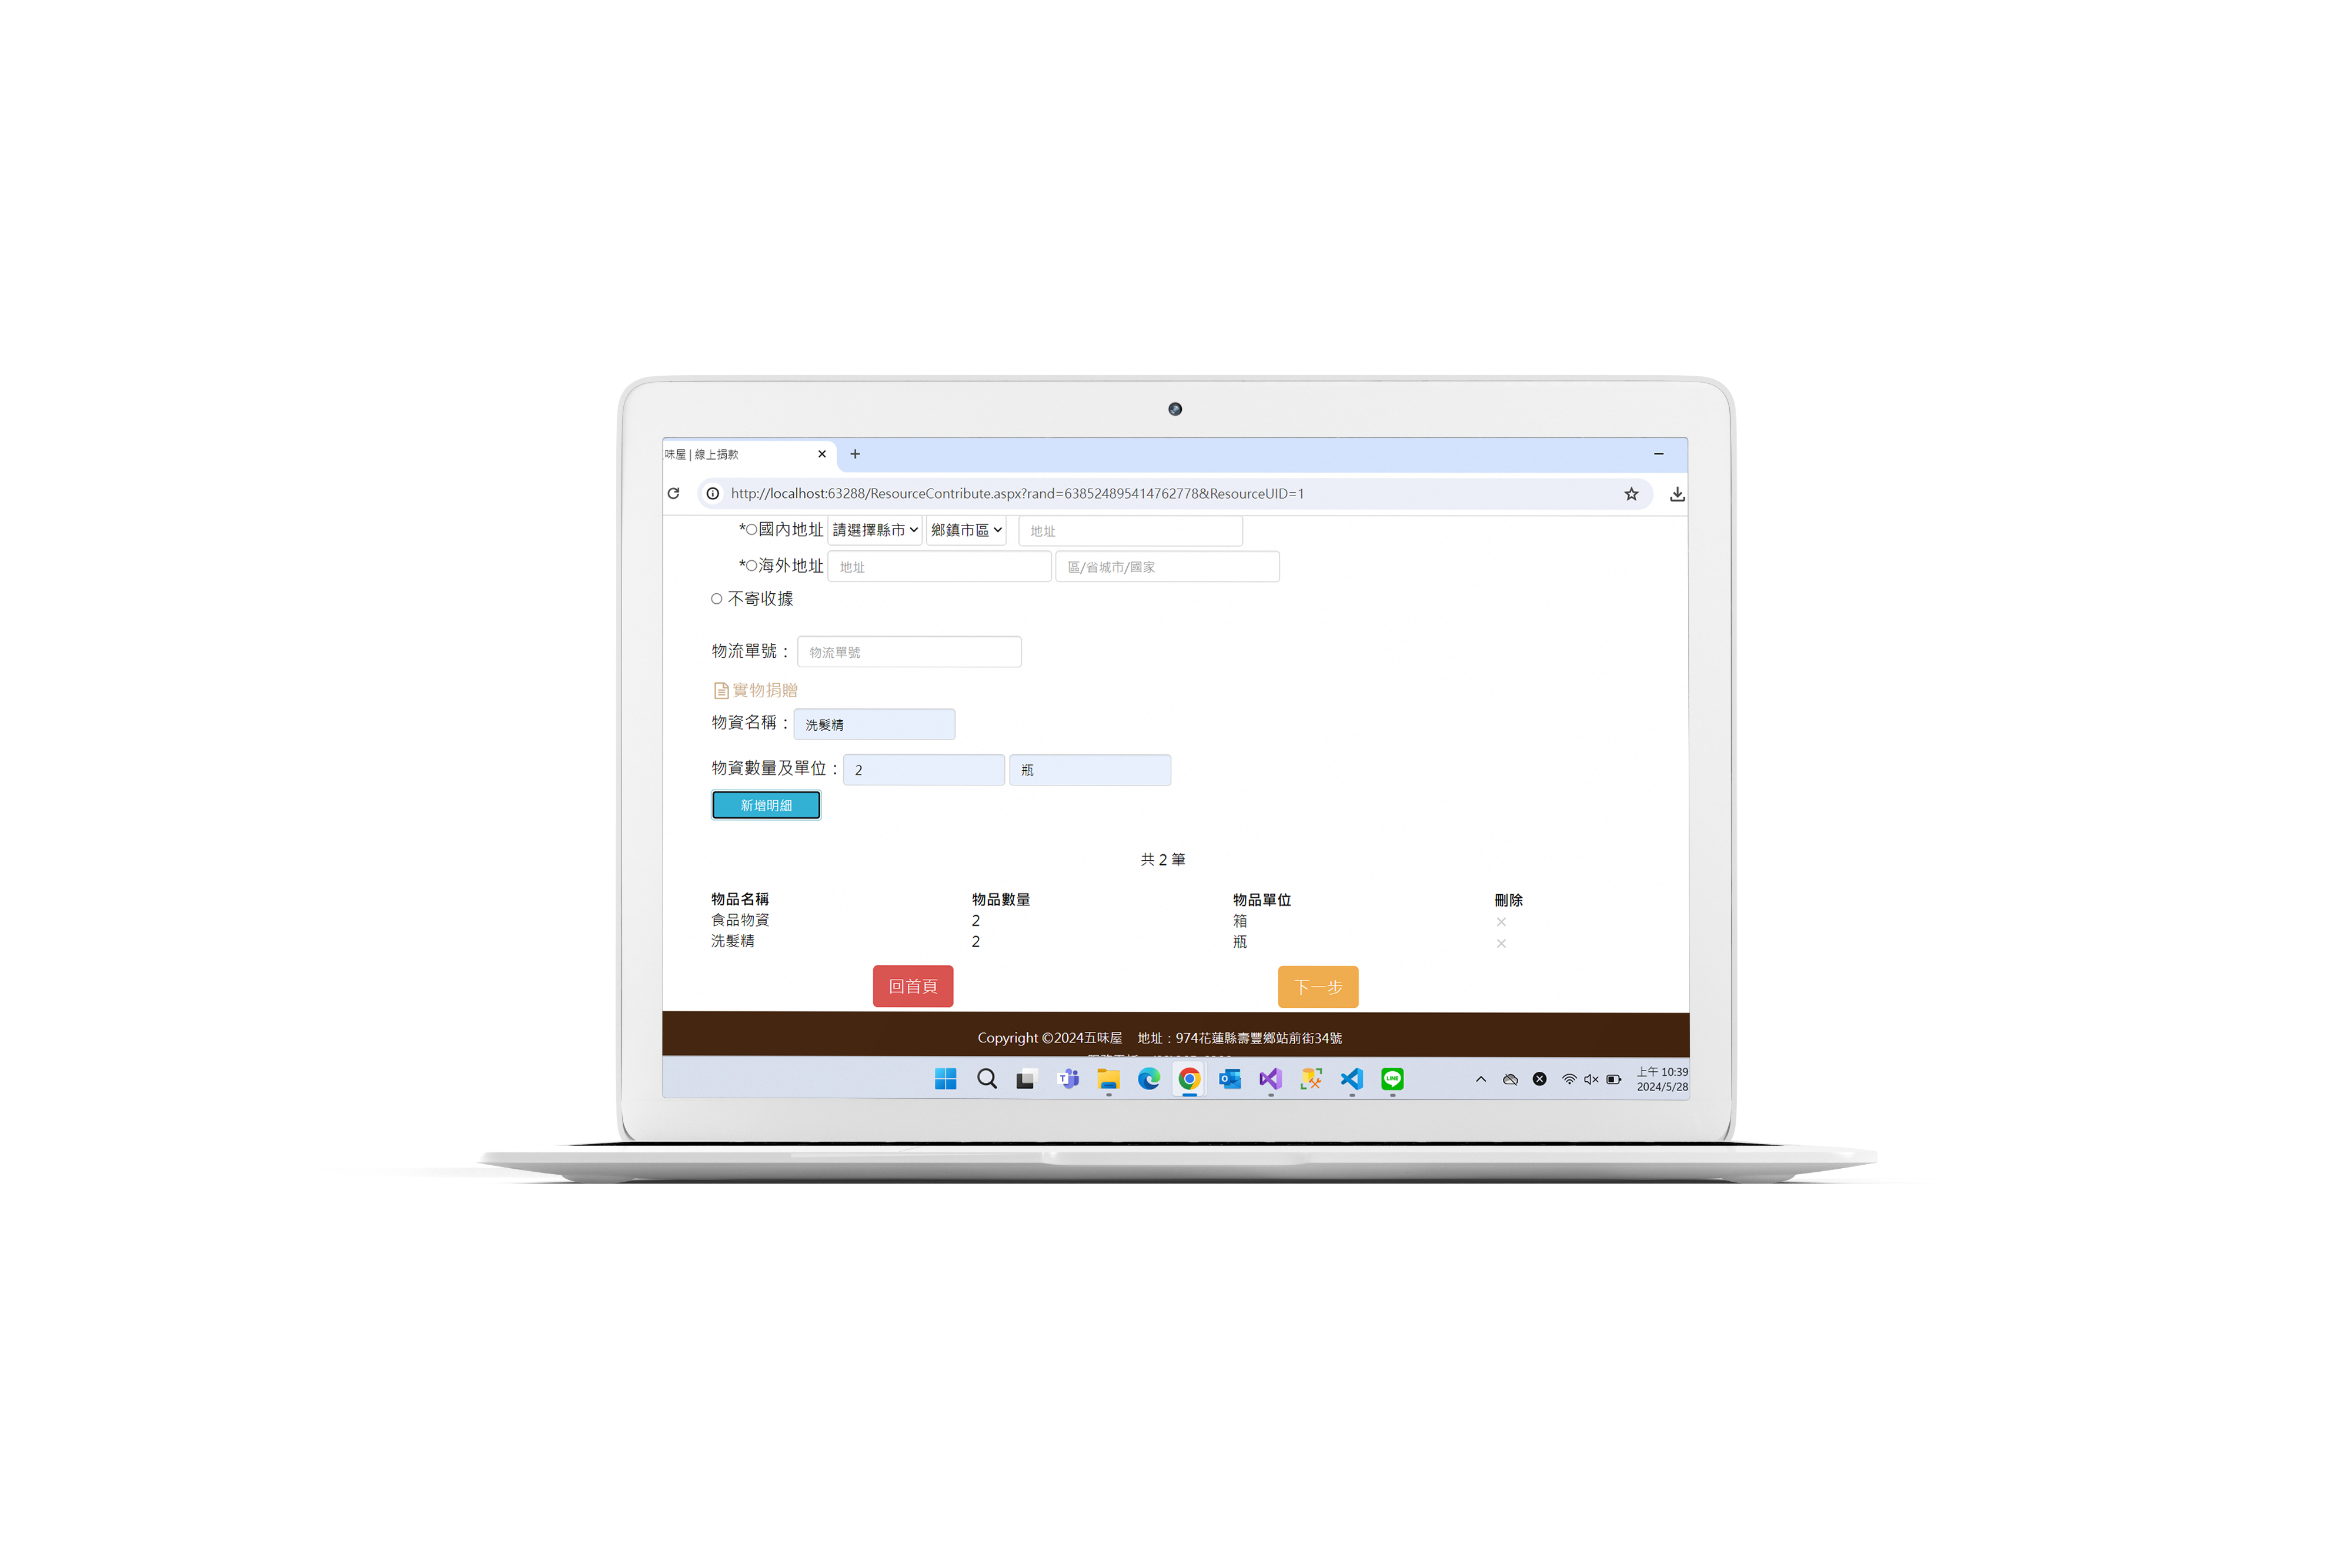 味屋 | 線上捐款
http://localhost:63288/ResourceContribute.aspx?rand=638524895414762778&ResourceUID=1
*國內地址 請選擇縣市 鄉鎮市區 地址
*海外地址 地址 區/省城市/國家
不寄收據
物流單號： 物流單號
實物捐贈
物資名稱： 洗髮精
物資數量及單位： 2 瓶
新增明細
共 2 筆
物品名稱 物品數量 物品單位 刪除
食品物資 2 箱
洗髮精 2 瓶
回首頁 下一步
Copyright ©2024五味屋 地址：974花蓮縣壽豐鄉站前街34號
上午 10:39
2024/5/28
LINE